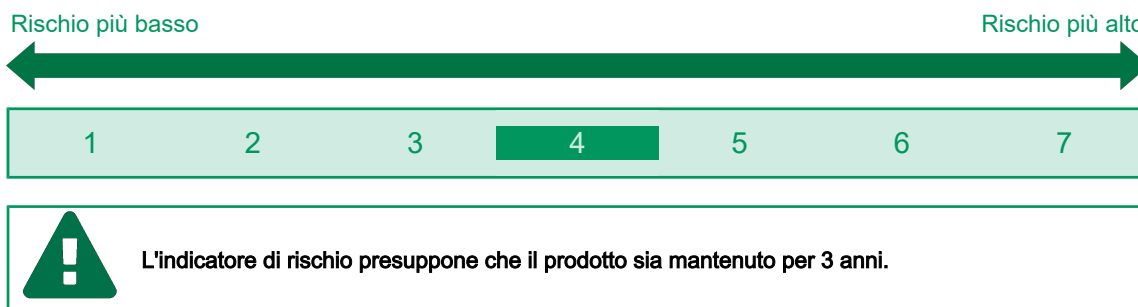 Rischio più basso Rischio più alto
1 2 3 4 5 6 7
L'indicatore di rischio presuppone che il prodotto sia mantenuto per 3 anni.